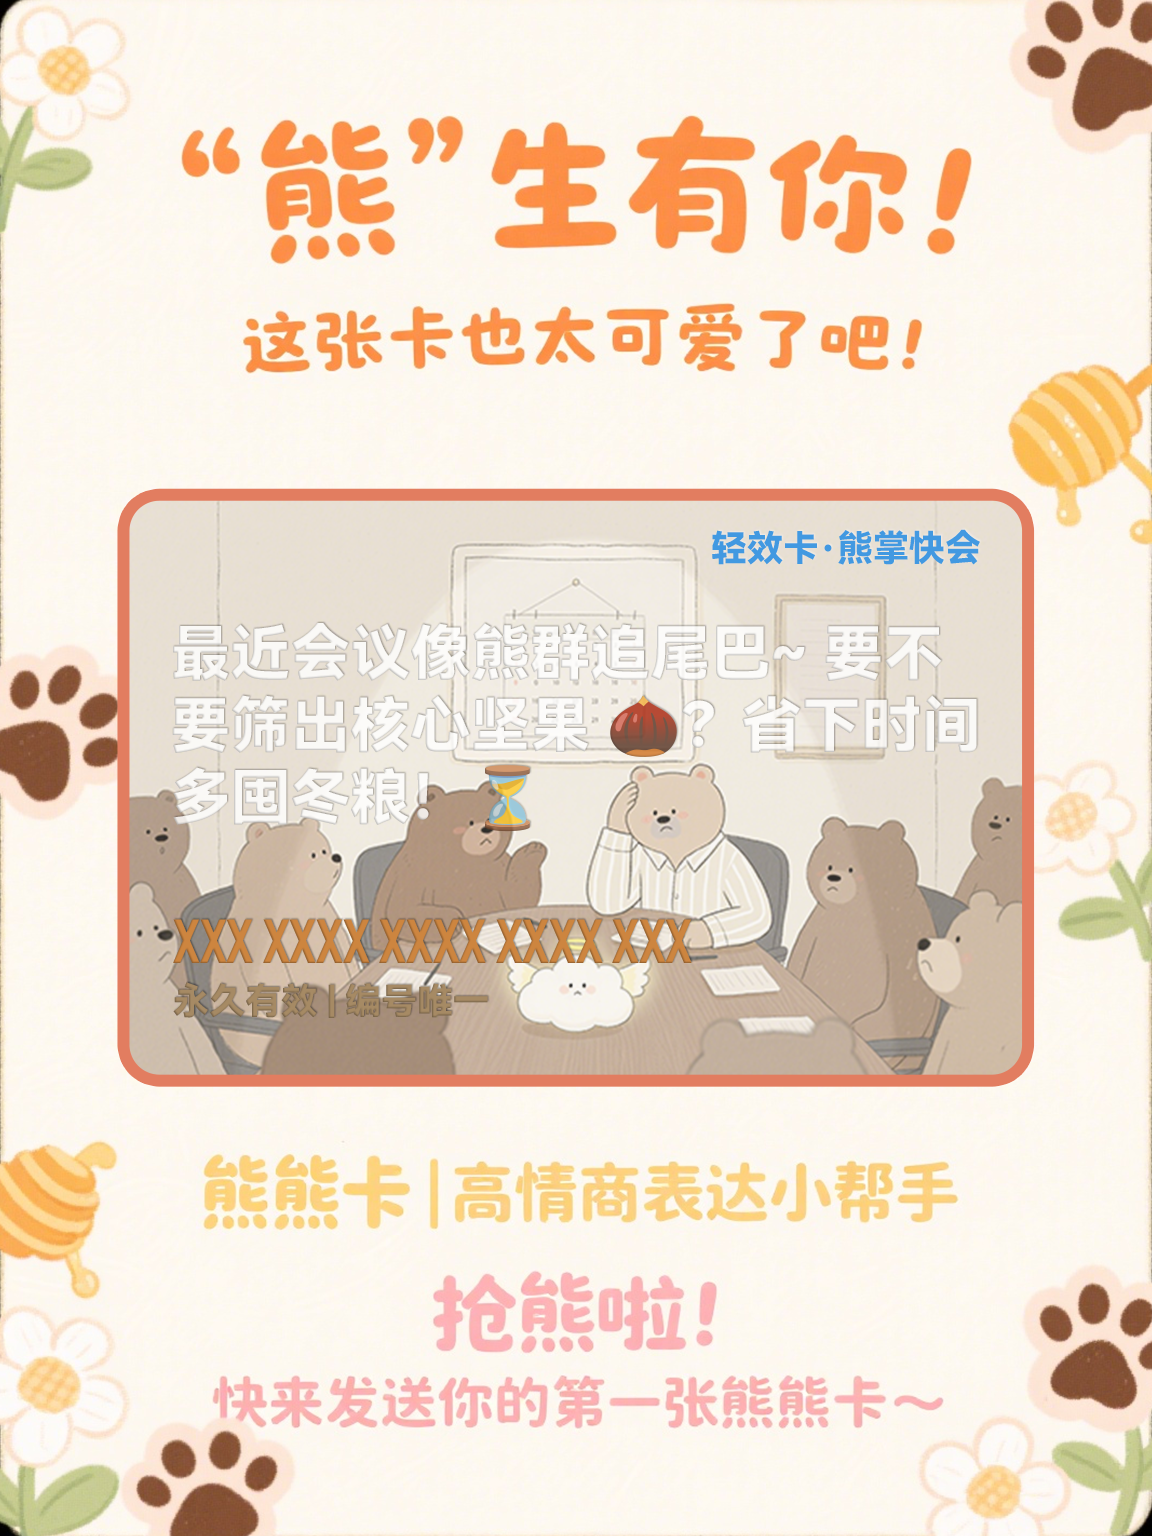 “熊”生有你!
这张卡也太可爱了吧!
轻效卡·熊掌快会
最近会议像熊群追尾巴~ 要不
要筛出核心坚果 🌰? 省下时间
多囤冬粮! ⏳
XXX XXXX XXXX XXXX XXX
永久有效 | 编号唯一
熊熊卡|高情商表达小帮手
抢熊啦!
快来发送你的第一张熊熊卡～